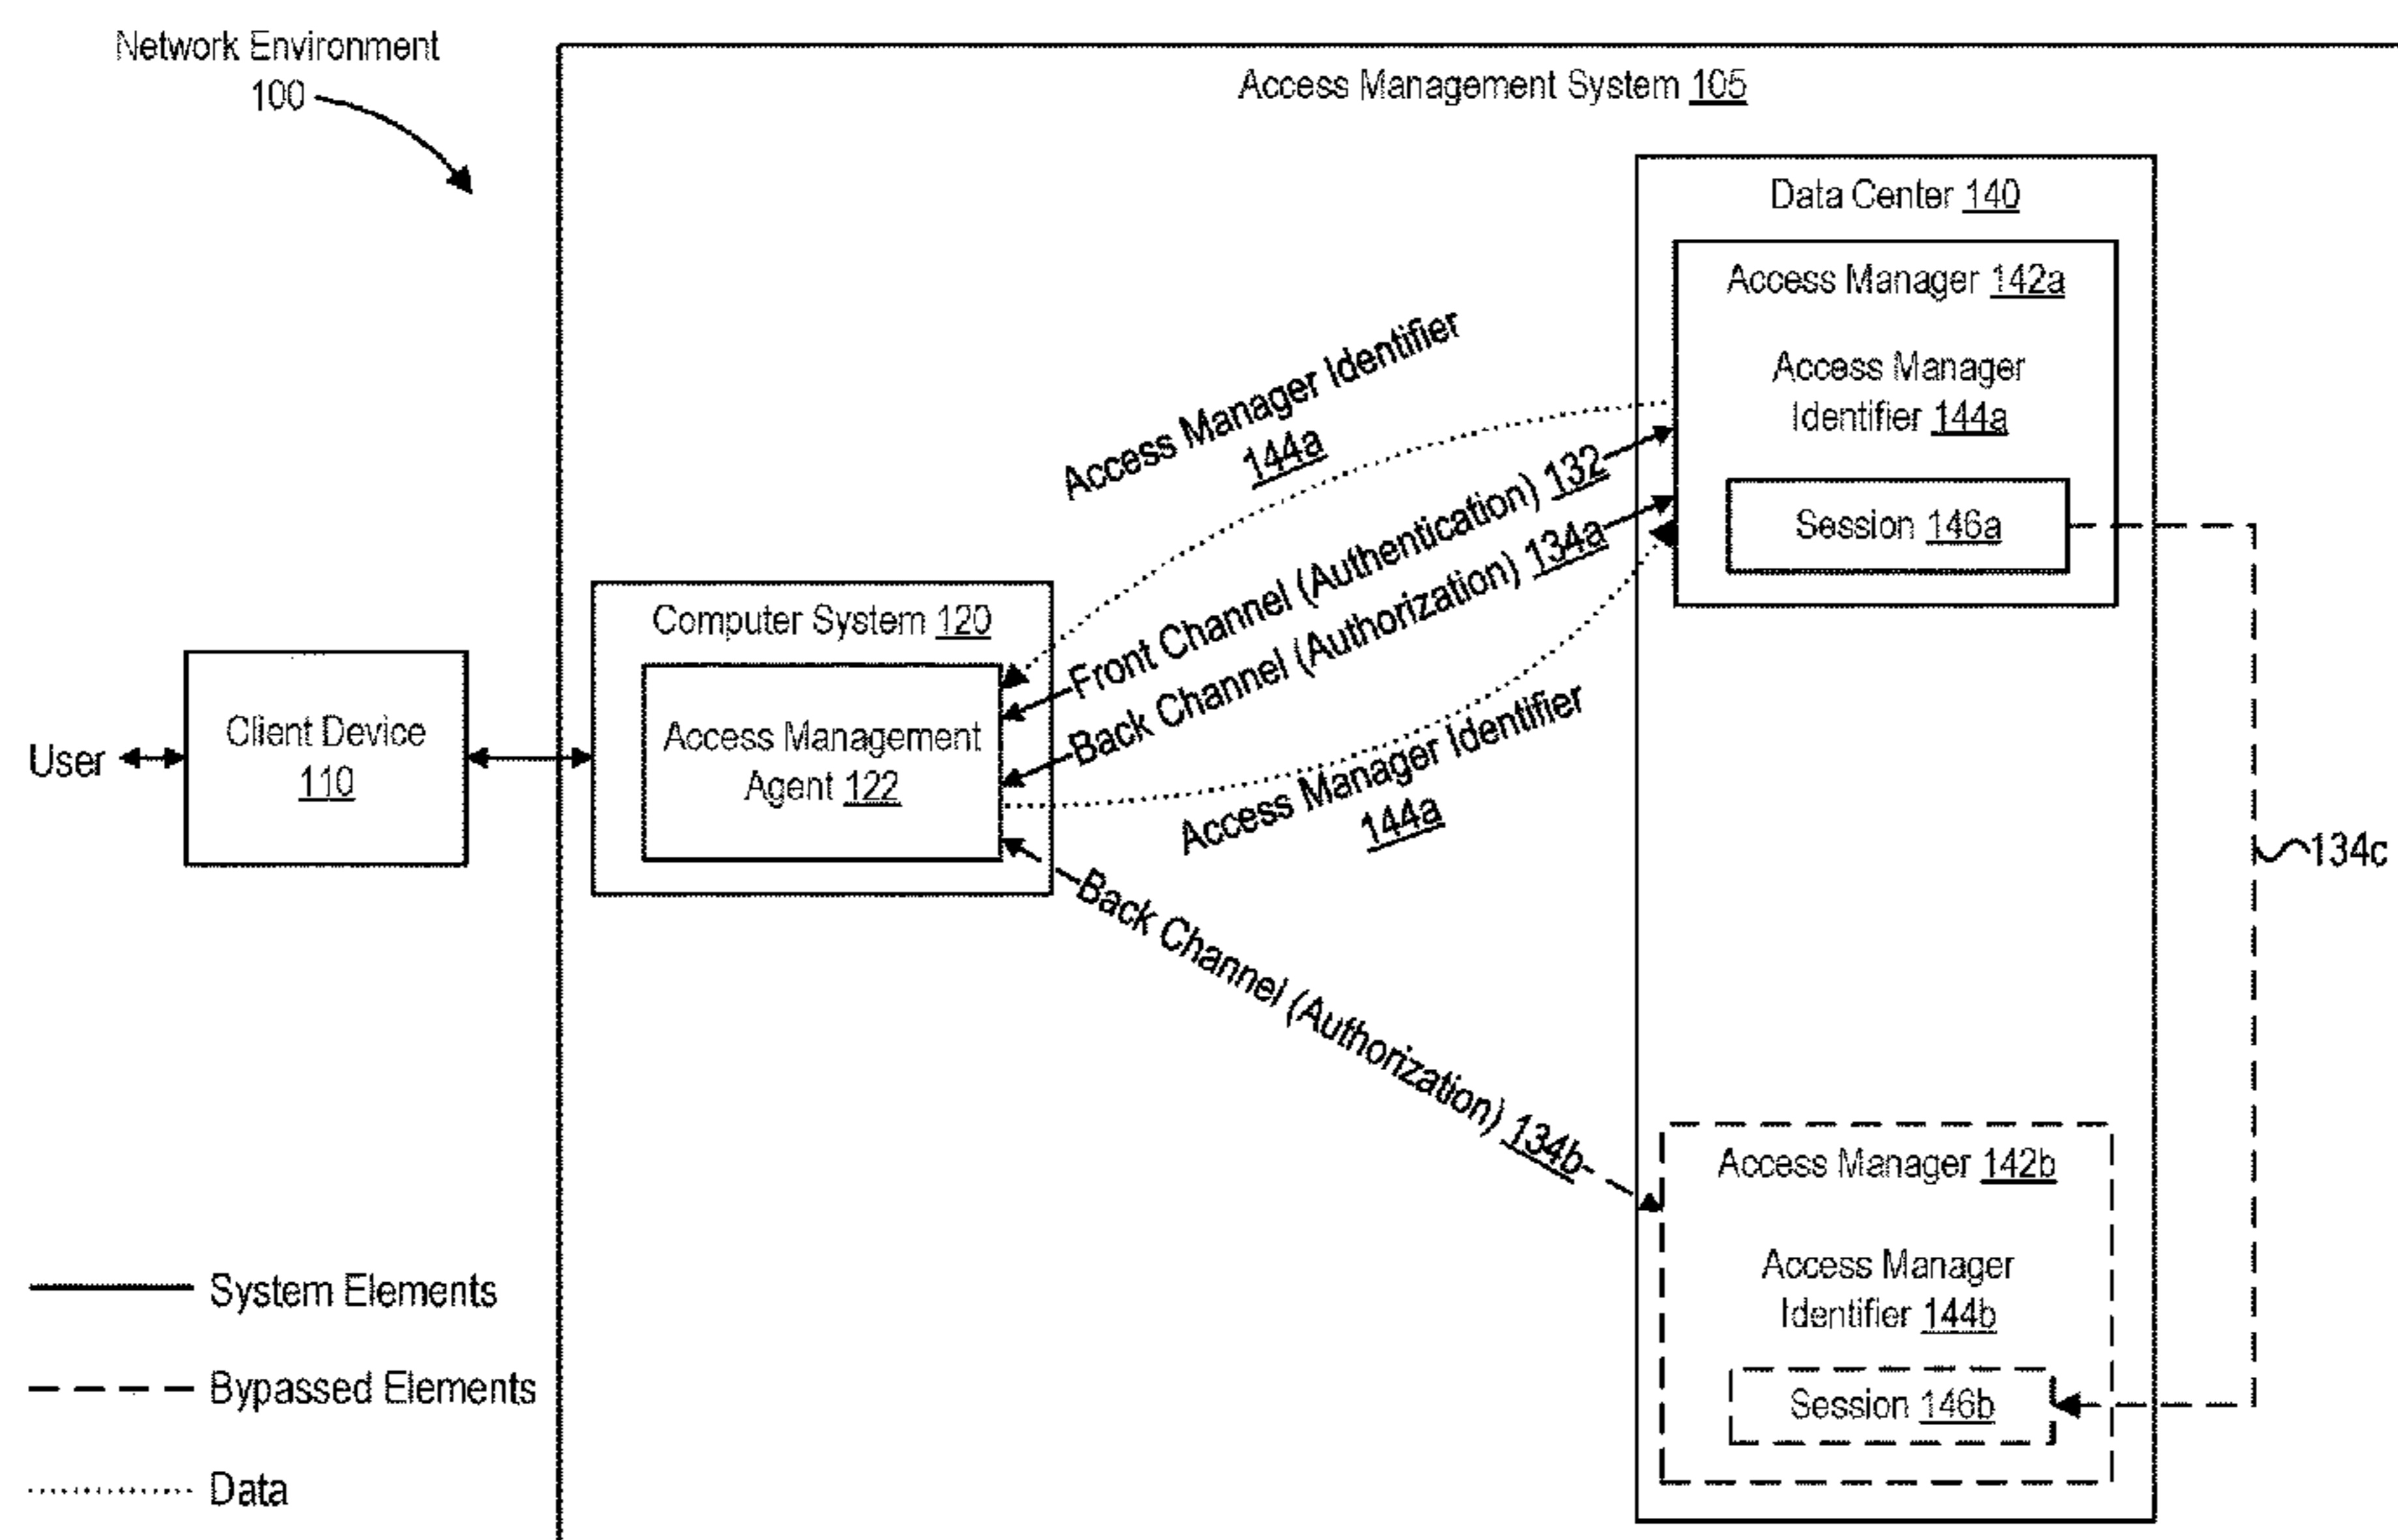 Network Environment
100
Access Management System 105
Data Center 140
Access Manager 142a
Access Manager
Identifier 144a
Session 146a
Access Manager Identifier
144a
Front Channel (Authentication) 132
Back Channel (Authorization) 134a
Access Manager Identifier
144a
Computer System 120
Access Management
Agent 122
Client Device
110
User
134c
Back Channel (Authorization) 134b
Access Manager 142b
Access Manager
Identifier 144b
Session 146b
System Elements
Bypassed Elements
Data